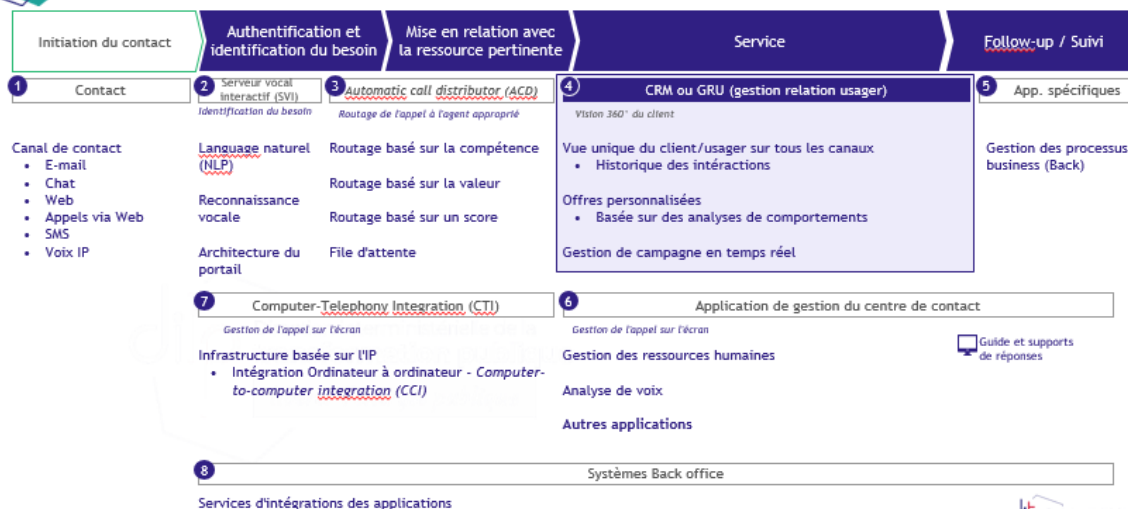 Initiation du contact
Authentification et
identification du besoin
Mise en relation avec
la ressource pertinente
Service
Follow-up / Suivi
1
Contact
2
Serveur vocal
interactif (SVI)
Identification du besoin
3
Automatic call distributor (ACD)
Routage de l'appel à l'agent approprié
4
CRM ou GRU (gestion relation usager)
Vision 360° du client
5
App. spécifiques
Canal de contact
• E-mail
• Chat
• Web
• Appels via Web
• SMS
• Voix IP
Language naturel
(NLP)
Reconnaissance
vocale
Architecture du
portail
Routage basé sur la compétence
Routage basé sur la valeur
Routage basé sur un score
File d'attente
Vue unique du client/usager sur tous les canaux
• Historique des intéractions
Offres personnalisées
• Basée sur des analyses de comportements
Gestion de campagne en temps réel
Gestion des processus
business (Back)
7
Computer-Telephony Integration (CTI)
Gestion de l'appel sur l'écran
Infrastructure basée sur l'IP
• Intégration Ordinateur à ordinateur - Computer-
to-computer integration (CCI)
6
Application de gestion du centre de contact
Gestion de l'appel sur l'écran
Gestion des ressources humaines
Analyse de voix
Autres applications
Guide et supports
de réponses
8
Systèmes Back office
Services d'intégrations des applications